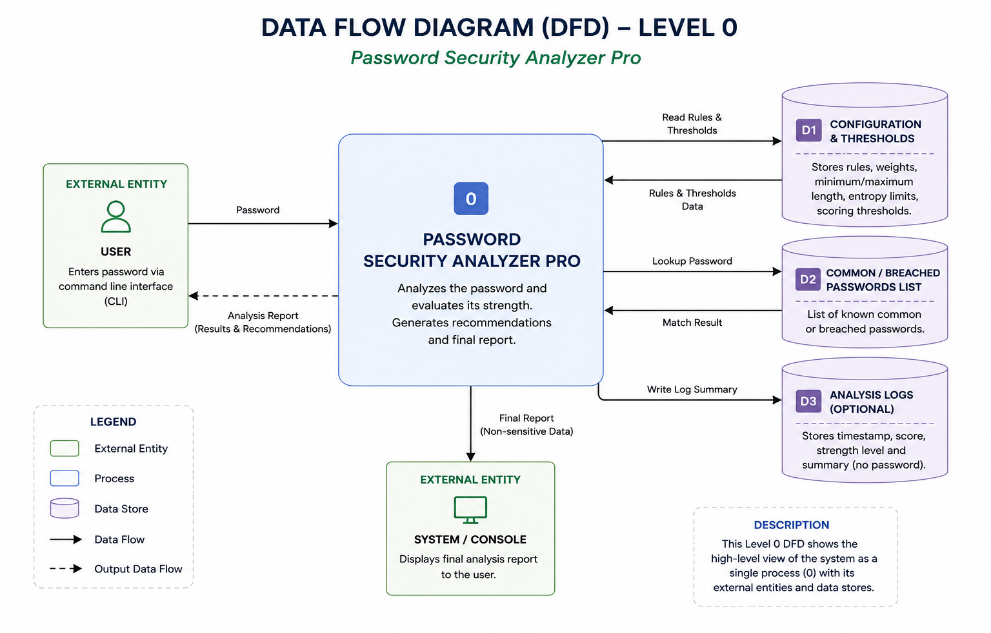 DATA FLOW DIAGRAM (DFD) – LEVEL 0
Password Security Analyzer Pro
EXTERNAL ENTITY
USER
Enters password via
command line interface
(CLI)
Password
Analysis Report
(Results & Recommendations)
0
PASSWORD
SECURITY ANALYZER PRO
Analyzes the password and
evaluates its strength.
Generates recommendations
and final report.
Read Rules &
Thresholds
Rules & Thresholds
Data
Lookup Password
Match Result
Write Log Summary
D1
CONFIGURATION
& THRESHOLDS
Stores rules, weights,
minimum/maximum
length, entropy limits,
scoring thresholds.
D2
COMMON / BREACHED
PASSWORDS LIST
List of known common
or breached passwords.
D3
ANALYSIS LOGS
(OPTIONAL)
Stores timestamp, score,
strength level and
summary (no password).
Final Report
(Non-sensitive Data)
EXTERNAL ENTITY
SYSTEM / CONSOLE
Displays final analysis report
to the user.
LEGEND
External Entity
Process
Data Store
Data Flow
Output Data Flow
DESCRIPTION
This Level 0 DFD shows the
high-level view of the system as a
single process (0) with its
external entities and data stores.